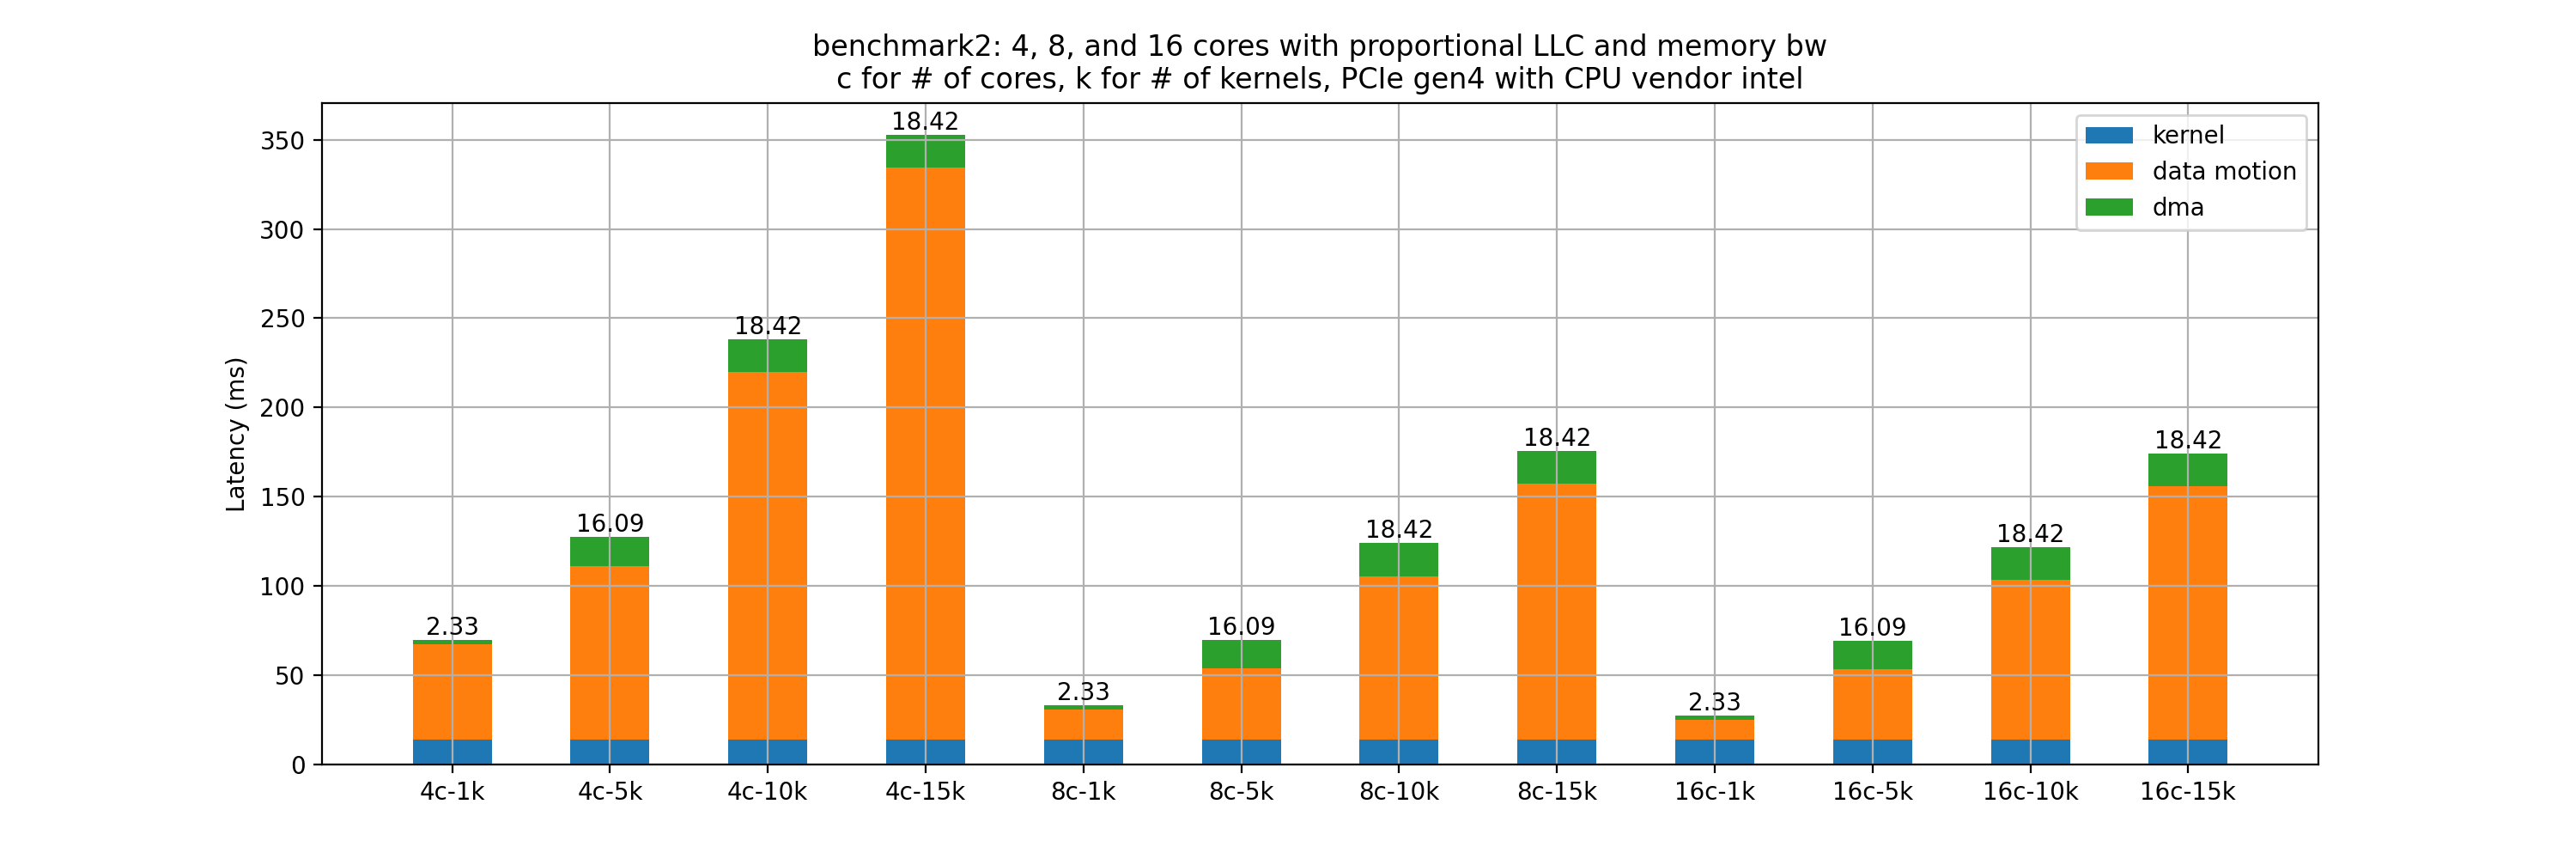 benchmark2: 4, 8, and 16 cores with proportional LLC and memory bw
c for # of cores, k for # of kernels, PCIe gen4 with CPU vendor intel
Latency (ms)
350
300
250
200
150
100
50
0
2.33
16.09
18.42
18.42
2.33
16.09
18.42
18.42
2.33
16.09
18.42
18.42
kernel
data motion
dma
4c-1k
4c-5k
4c-10k
4c-15k
8c-1k
8c-5k
8c-10k
8c-15k
16c-1k
16c-5k
16c-10k
16c-15k